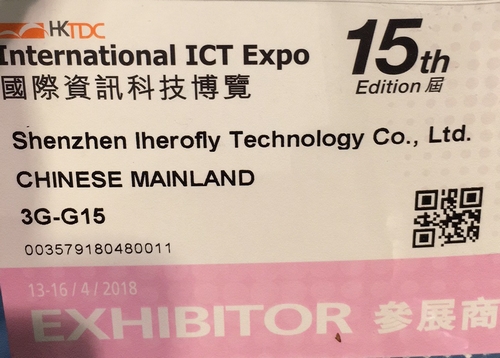 HKTDC
International ICT Expo
國際資訊科技博覽
15th
Edition 屆
Shenzhen Iherofly Technology Co., Ltd.
CHINESE MAINLAND
3G-G15
003579180480011
13-16 / 4 / 2018
EXHIBITOR 參展商